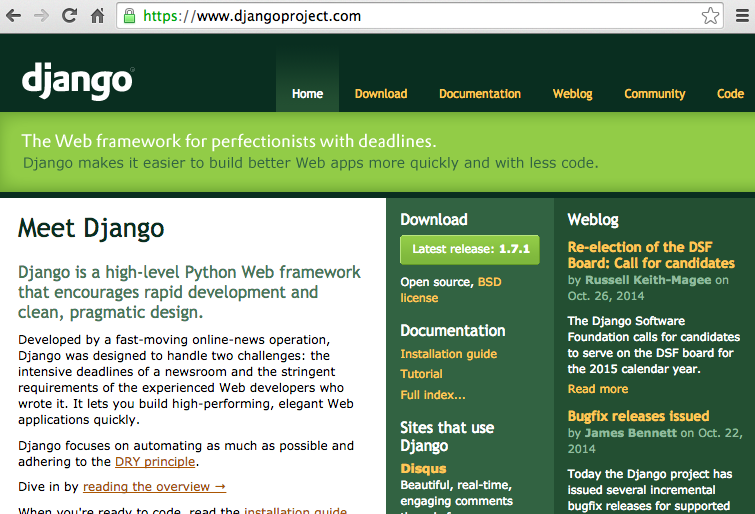 https://www.djangoproject.com
django
Home Download Documentation Weblog Community Code
The Web framework for perfectionists with deadlines.
Django makes it easier to build better Web apps more quickly and with less code.
Meet Django
Django is a high-level Python Web framework
that encourages rapid development and
clean, pragmatic design.
Developed by a fast-moving online-news operation,
Django was designed to handle two challenges: the
intensive deadlines of a newsroom and the stringent
requirements of the experienced Web developers who
wrote it. It lets you build high-performing, elegant Web
applications quickly.
Django focuses on automating as much as possible and
adhering to the DRY principle.
Dive in by reading the overview →
When you're ready to code, read the installation guide
Download
Latest release: 1.7.1
Open source, BSD
license
Documentation
Installation guide
Tutorial
Full index...
Sites that use
Django
Disqus
Beautiful, real-time,
engaging comments
Weblog
Re-election of the DSF
Board: Call for candidates
by Russell Keith-Magee on
Oct. 26, 2014
The Django Software
Foundation calls for candidates
to serve on the DSF board for
the 2015 calendar year.
Read more
Bugfix releases issued
by James Bennett on Oct. 22,
2014
Today the Django project has
issued several incremental
bugfix releases for supported